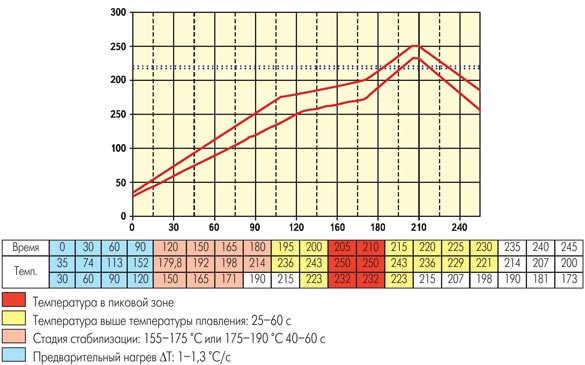 300
250
200
150
100
50
0
0 30 60 90 120 150 180 210 240
Время 0 30 60 90 120 150 165 180 195 200 205 210 215 220 225 230 235 240 245
Темп. 35 74 113 152 179,8 192 198 214 236 243 250 250 243 236 229 221 214 207 200
30 60 90 120 150 165 171 190 215 223 232 232 223 215 207 198 190 181 173
Температура в пиковой зоне
Температура выше температуры плавления: 25–60 с
Стадия стабилизации: 155–175 °С или 175–190 °С 40–60 с
Предварительный нагрев ΔТ: 1–1,3 °С/с